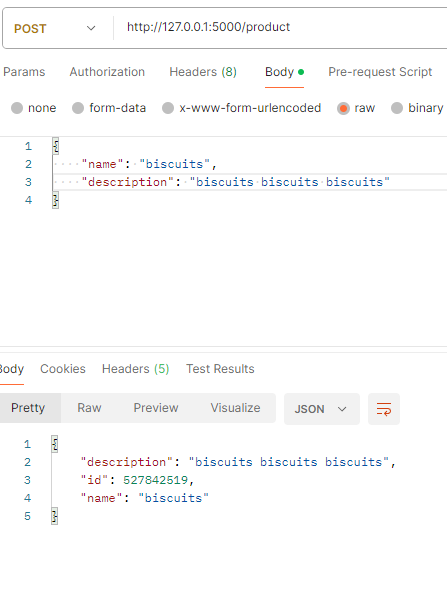 POST http://127.0.0.1:5000/product
Params Authorization Headers (8) Body Pre-request Script
none form-data x-www-form-urlencoded raw binary
1 {
2 "name": "biscuits",
3 "description": "biscuits biscuits biscuits"
4 }
Body Cookies Headers (5) Test Results
Pretty Raw Preview Visualize JSON
1 {
2 "description": "biscuits biscuits biscuits",
3 "id": 527842519,
4 "name": "biscuits"
5 }